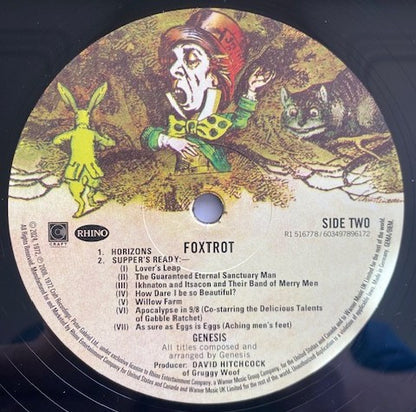 FOXTROT
SIDE TWO
R1 516778 / 603497896172
CRAFT
RHINO
1. HORIZONS
2. SUPPER'S READY:—
(I) Lover's Leap
(II) The Guaranteed Eternal Sanctuary Man
(III) Ikhnaton and Itsacon and Their Band of Merry Men
(IV) How Dare I be so Beautiful?
(V) Willow Farm
(VI) Apocalypse in 9/8 (Co-starring the Delicious Talents
of Gabble Ratchet)
(VII) As sure as Eggs is Eggs (Aching men's feet)
GENESIS
All titles composed and
arranged by Genesis
Producer: DAVID HITCHCOCK
of Gruggy Woof